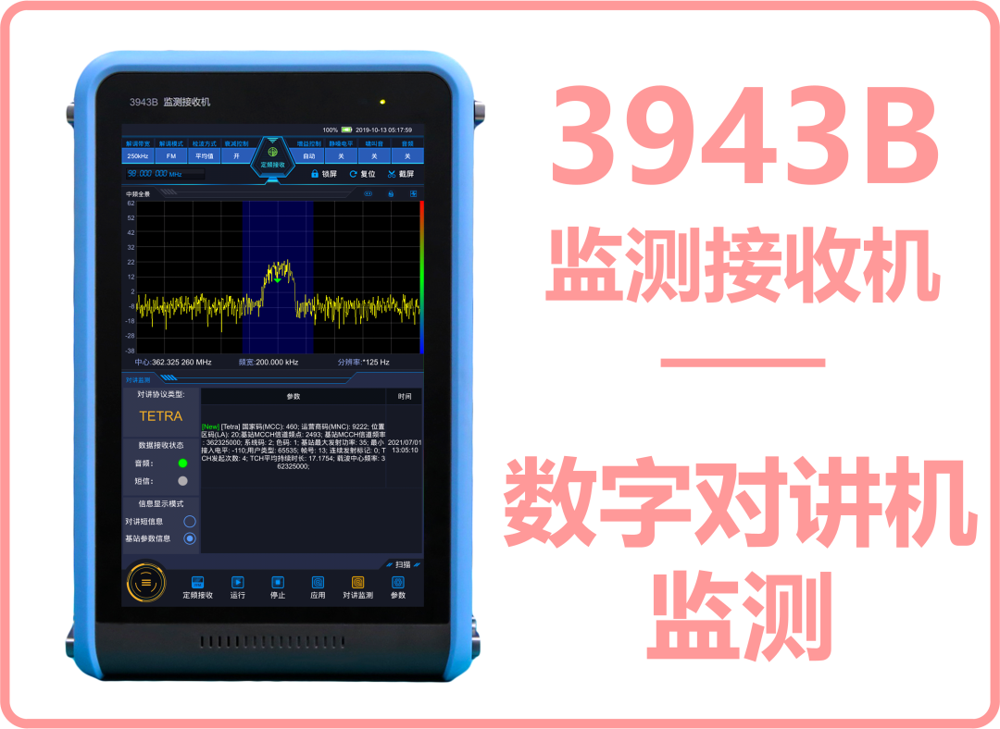 3943B 监测接收机
100% 2019-10-13 05:17:59
解调带宽 解调模式 检波方式 衰减控制 增益控制 静噪电平 啸叫音 音频
250kHz FM 平均值 开 定频接收 自动 关 关 关
98 000 000 MHz 锁屏 复位 截屏
中频全景
62
52
42
32
22
12
2
-8
-18
-28
-38
中心:362.325 260 MHz 频宽:200.000 kHz 分辨率:*125 Hz
对讲监测
对讲协议类型:
TETRA
数据接收状态
音频:
短信:
信息显示模式
对讲短信息
基站参数信息
参数 时间
[New] [Tetra] 国家码(MCC): 460; 运营商码(MNC): 9222; 位置
区码(LA): 20;基站MCCH信道频点: 2493; 基站MCCH信道频率
: 362325000; 系统码: 2; 色码: 1; 基站最大发射功率: 35; 最小
接入电平: -110;用户类型: 65535; 帧号: 13; 连续发射标记: 0; T
CH发起次数: 4; TCH平均持续时长: 17.1754; 载波中心频率: 3
62325000;
2021/07/01
13:05:10
扫描
定频接收 运行 停止 应用 对讲监测 参数
3943B
监测接收机
数字对讲机
监测